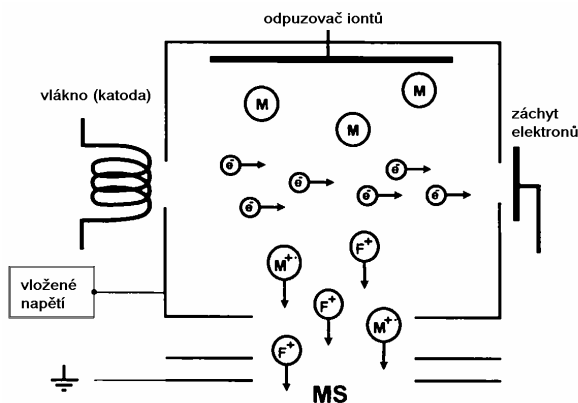 odpuzovač iontů
vlákno (katoda)
záchyt
elektronů
M
M
M
e⁻
e⁻
e⁻
e⁻
e⁻
e⁻
F⁺
M⁺·
vložené
napětí
F⁺
M⁺·
F⁺
MS